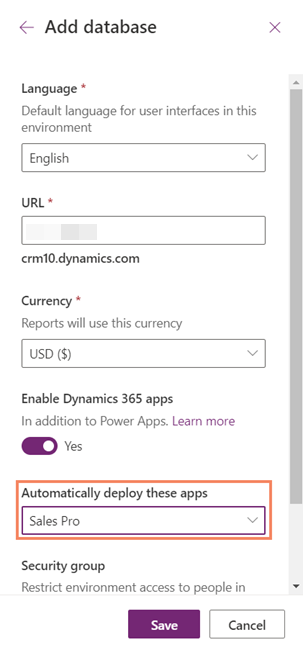 Add database
Language *
Default language for user interfaces in this
environment
English
URL *
crm10.dynamics.com
Currency *
Reports will use this currency
USD ($)
Enable Dynamics 365 apps
In addition to Power Apps. Learn more
Yes
Automatically deploy these apps
Sales Pro
Security group
Restrict environment access to people in
Save
Cancel